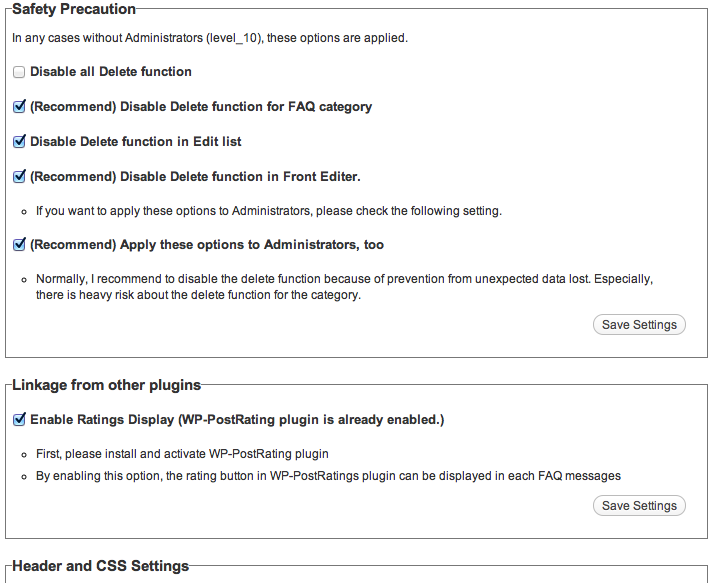 Safety Precaution
In any cases without Administrators (level_10), these options are applied.
Disable all Delete function
(Recommend) Disable Delete function for FAQ category
Disable Delete function in Edit list
(Recommend) Disable Delete function in Front Editer.
If you want to apply these options to Administrators, please check the following setting.
(Recommend) Apply these options to Administrators, too
Normally, I recommend to disable the delete function because of prevention from unexpected data lost. Especially,
there is heavy risk about the delete function for the category.
Save Settings
Linkage from other plugins
Enable Ratings Display (WP-PostRating plugin is already enabled.)
First, please install and activate WP-PostRating plugin
By enabling this option, the rating button in WP-PostRatings plugin can be displayed in each FAQ messages
Save Settings
Header and CSS Settings